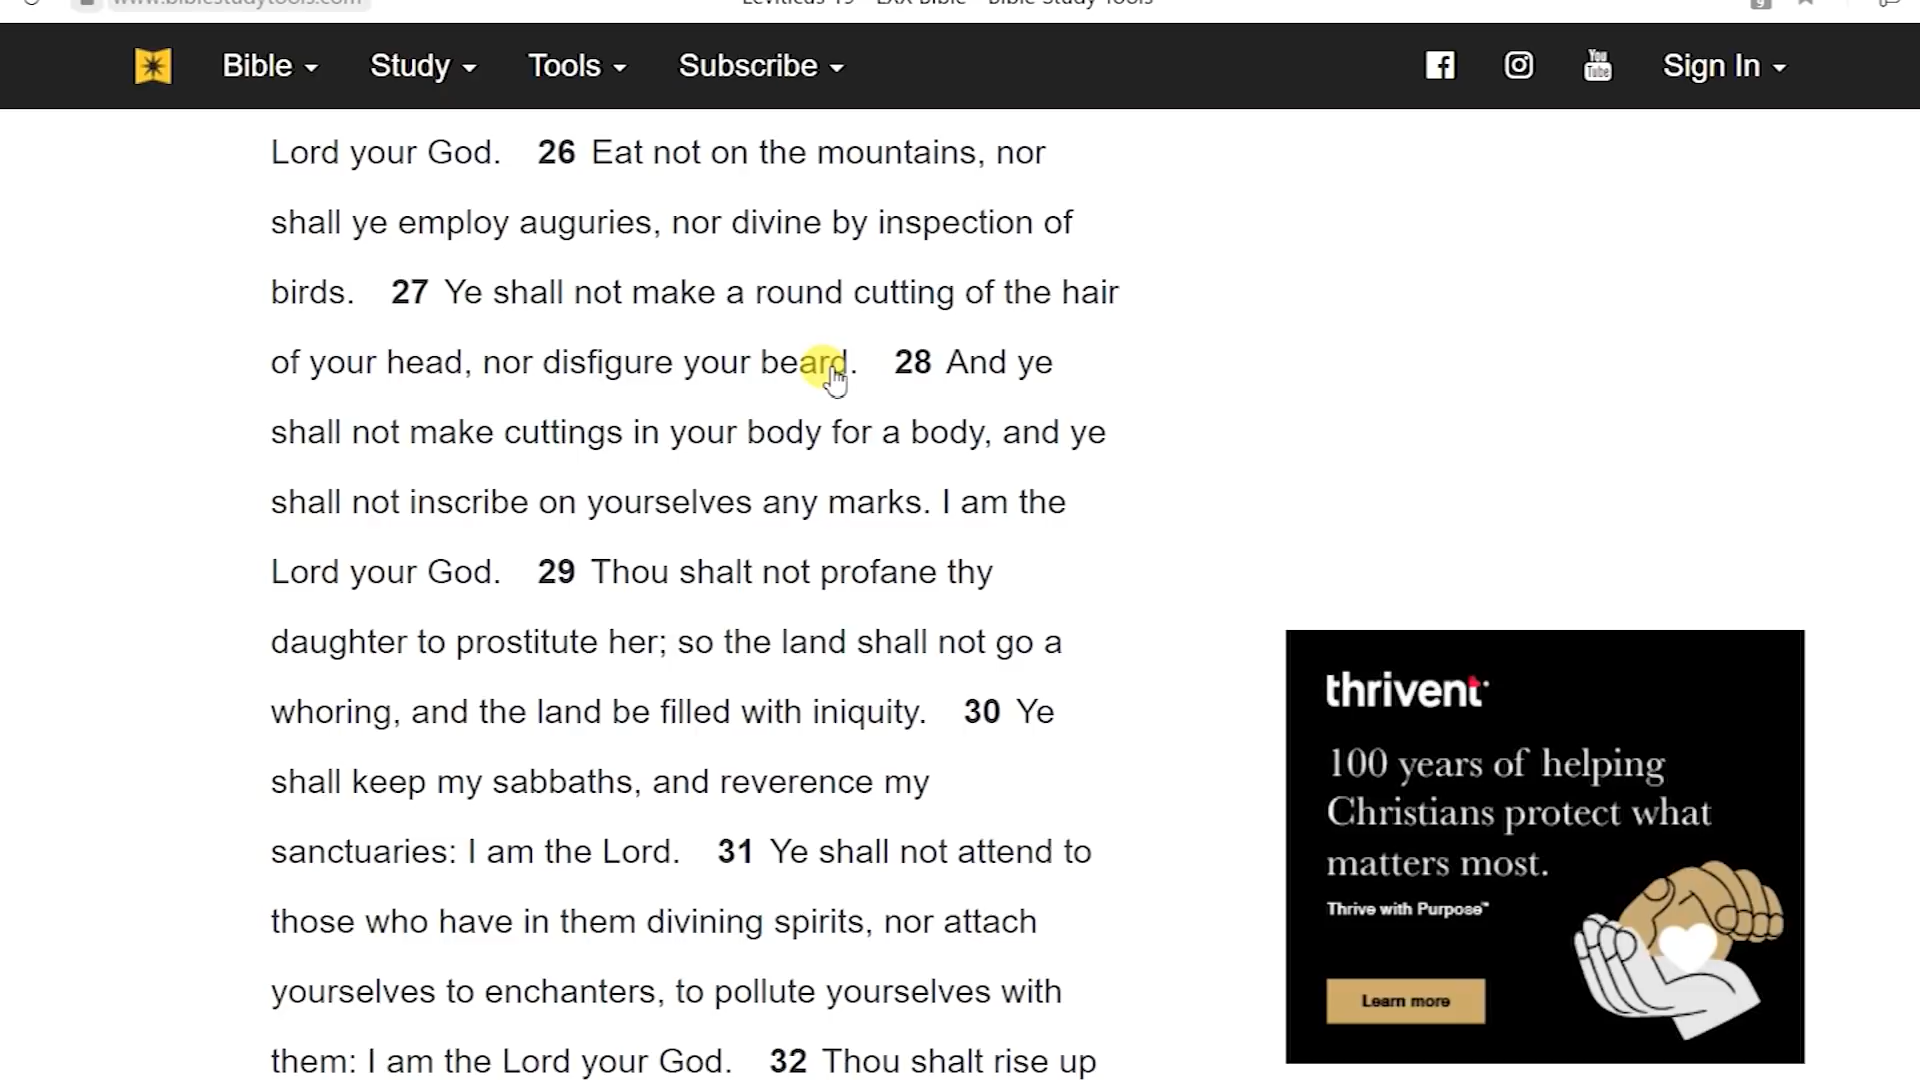 www.biblestudytools.com
Leviticus 19 - LXX Bible - Bible Study Tools
9
Bible
Study
Tools
Subscribe
You
Tube
Sign In
Lord your God. 26 Eat not on the mountains, nor
shall ye employ auguries, nor divine by inspection of
birds. 27 Ye shall not make a round cutting of the hair
of your head, nor disfigure your beard. 28 And ye
shall not make cuttings in your body for a body, and ye
shall not inscribe on yourselves any marks. I am the
Lord your God. 29 Thou shalt not profane thy
daughter to prostitute her; so the land shall not go a
whoring, and the land be filled with iniquity. 30 Ye
shall keep my sabbaths, and reverence my
sanctuaries: I am the Lord. 31 Ye shall not attend to
those who have in them divining spirits, nor attach
yourselves to enchanters, to pollute yourselves with
them: I am the Lord your God. 32 Thou shalt rise up
thrivent
100 years of helping
Christians protect what
matters most.
Thrive with Purpose™
Learn more